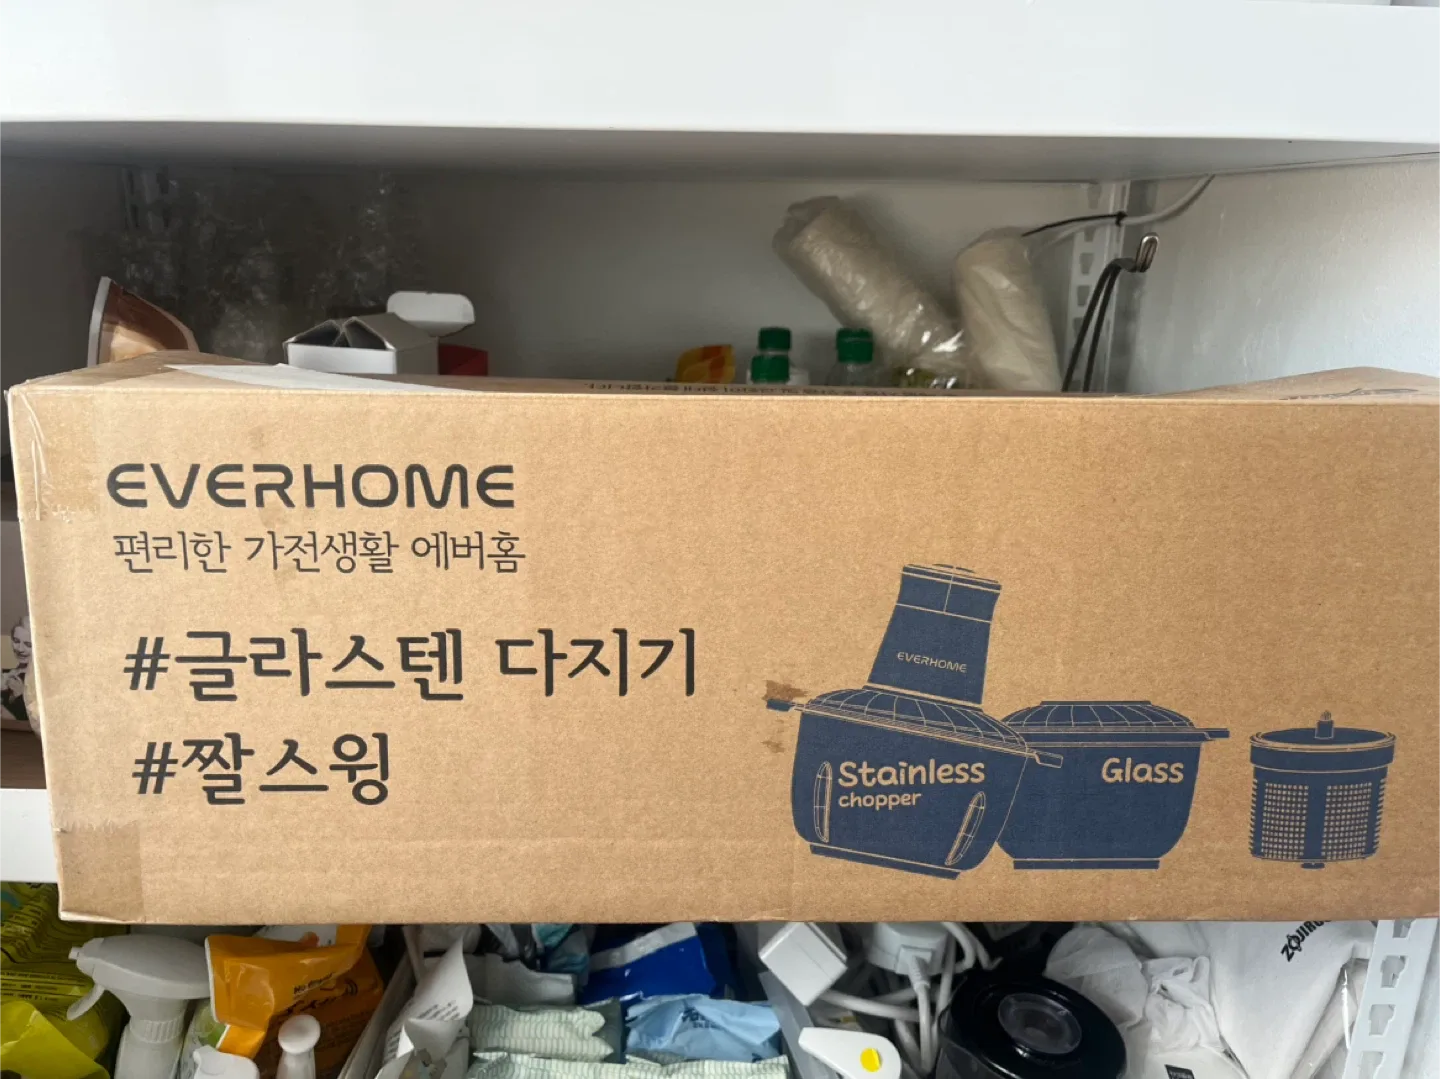 EVERHOME
편리한 가전생활 에버홈
#글라스텐 다지기
#짤스윙
EVERHOME
Stainless
chopper
Glass